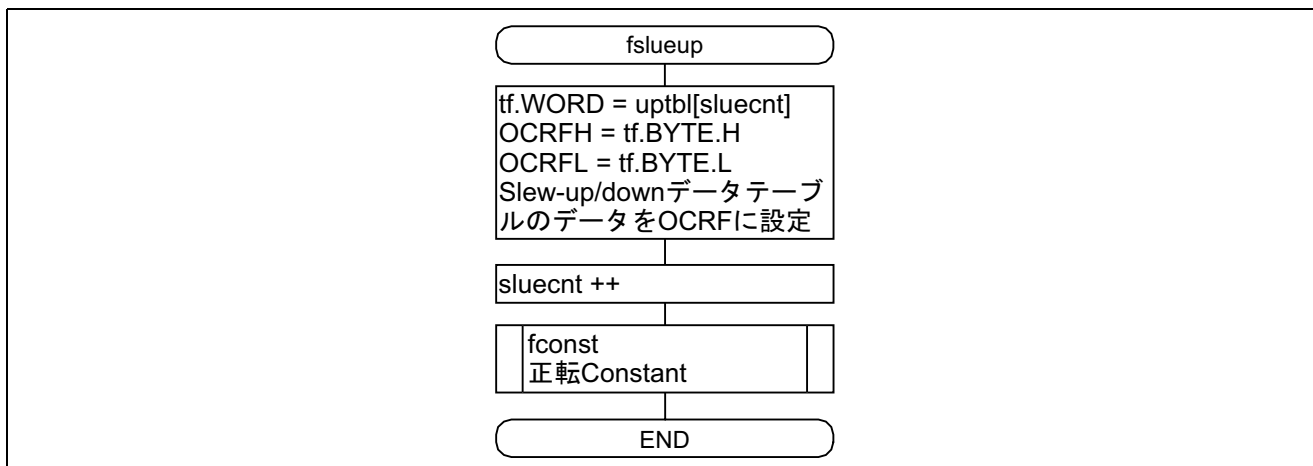 fslueup
tf.WORD = uptbl[sluecnt]
OCRFH = tf.BYTE.H
OCRFL = tf.BYTE.L
Slew-up/downデータテーブ
ルのデータをOCRFに設定
sluecnt ++
fconst
正転Constant
END